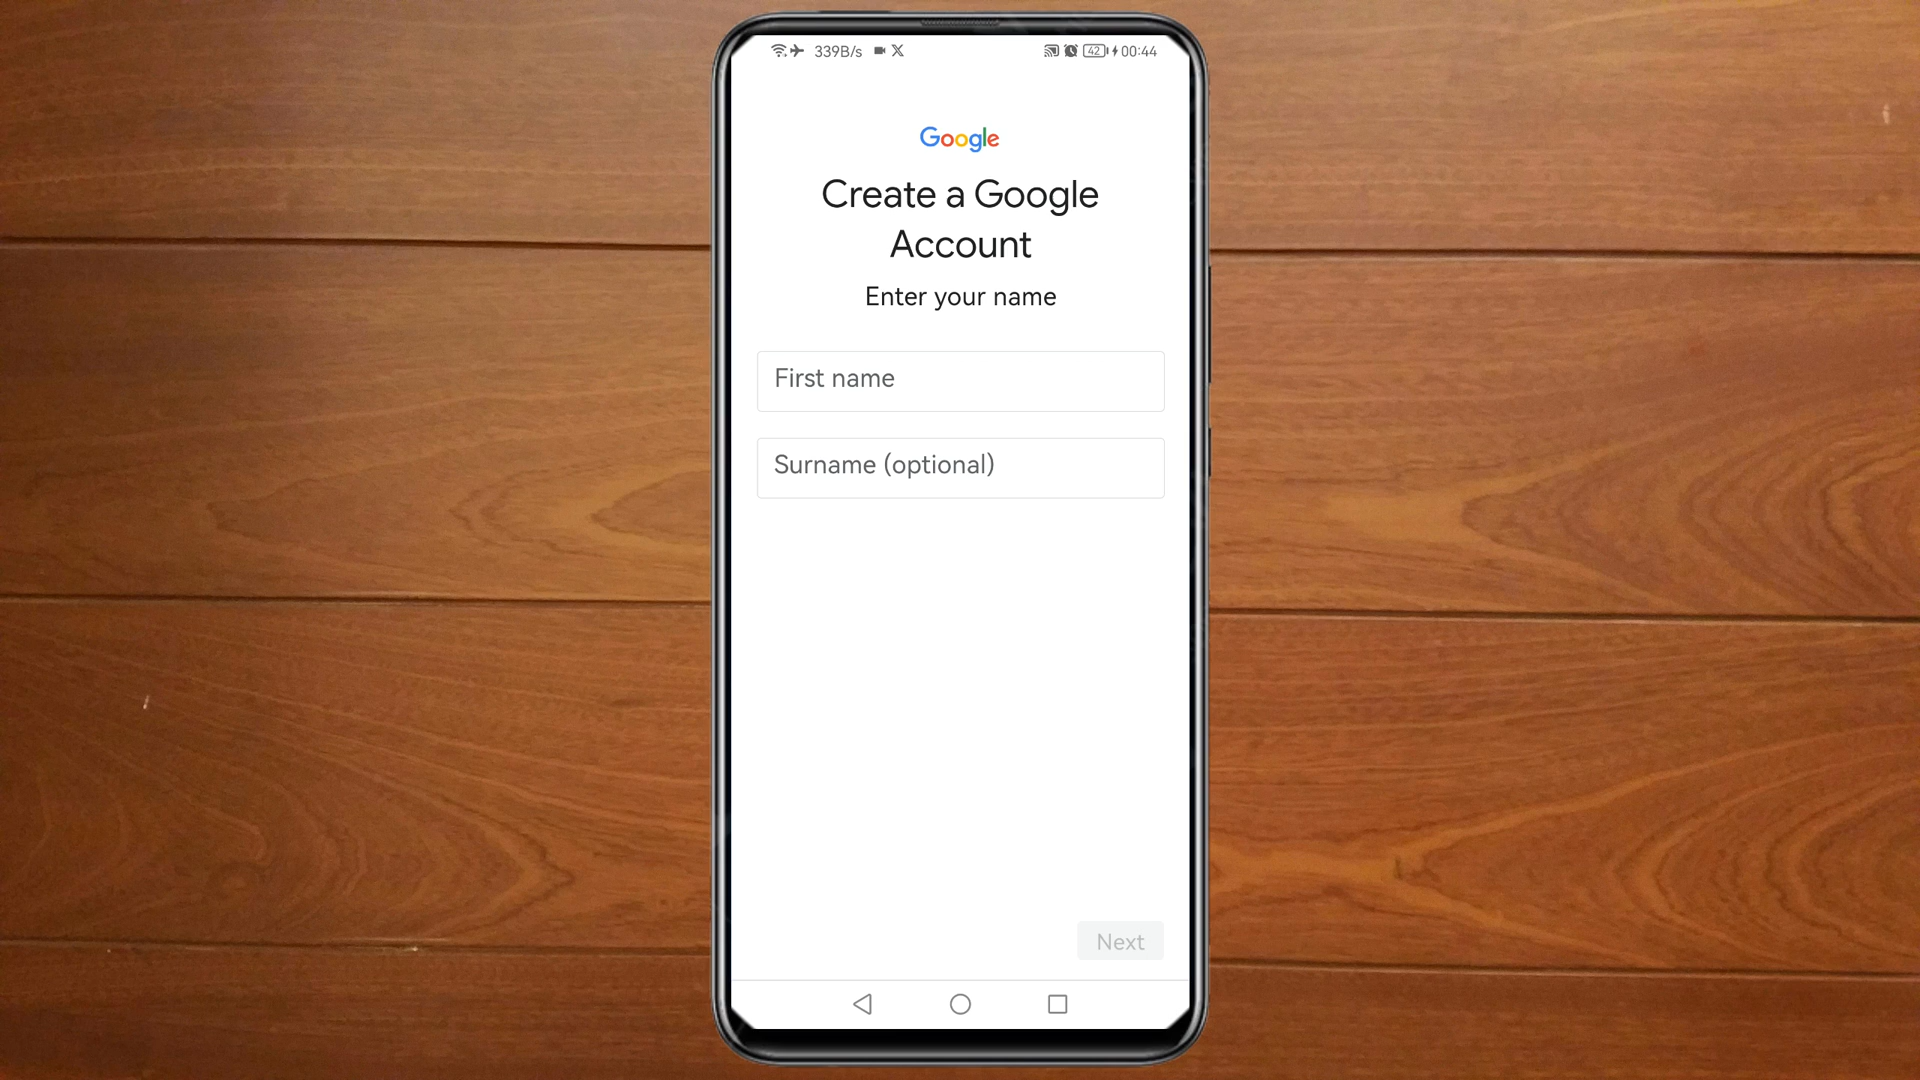 339B/s 42 00:44
Google
Create a Google
Account
Enter your name
First name
Surname (optional)
Next